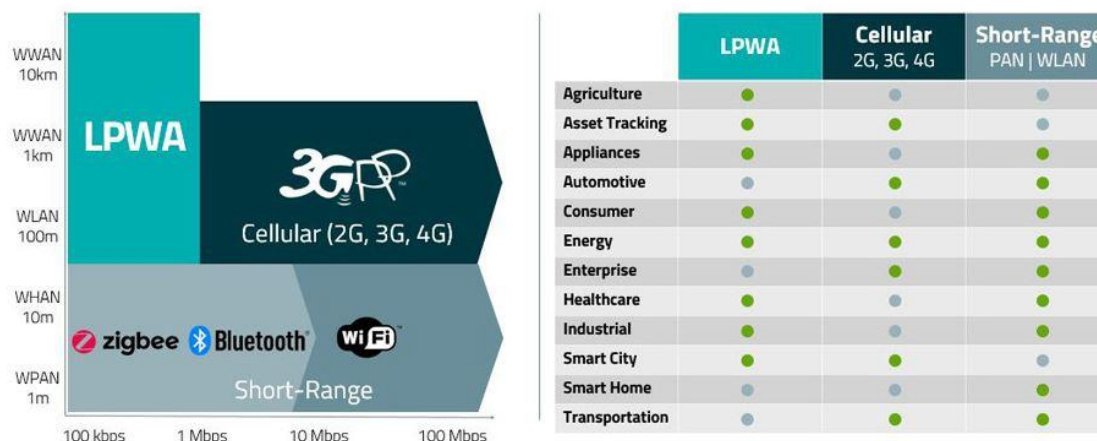 WWAN
10km
WWAN
1km
WLAN
100m
WHAN
10m
WPAN
1m
LPWA
3GPP™
Cellular (2G, 3G, 4G)
zigbee Bluetooth® WiFi™
Short-Range
100 kbps 1 Mbps 10 Mbps 100 Mbps
LPWA
Cellular
2G, 3G, 4G
Short-Range
PAN | WLAN
Agriculture
Asset Tracking
Appliances
Automotive
Consumer
Energy
Enterprise
Healthcare
Industrial
Smart City
Smart Home
Transportation